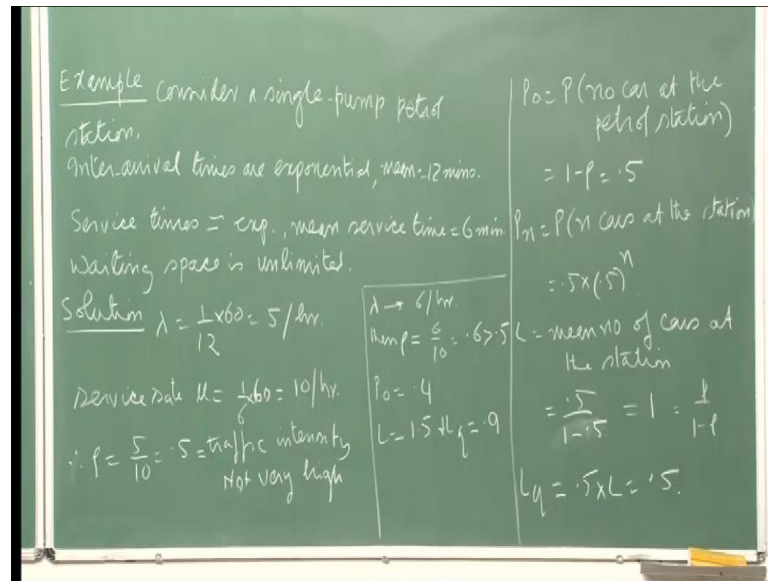 Example Consider a single-pump petrol
station.
Inter-arrival times are exponential, mean=12 mins.
Service times = exp., mean service time = 6 min
Waiting space is unlimited.
Solution λ = 1/12 x60 = 5/hr.
Service rate μ = 1/6 60 = 10/hr.
∴ ρ = 5/10 = .5 = traffic intensity
Not very high
λ → 6/hr.
then ρ = 6/10 = .6 > .5
P0 = .4
L = 1.5 Lq = .9
P0 = P(no car at the
petrol station)
= 1-ρ = .5
Pn = P(n cars at the station)
= .5x(.5)^n
L = mean no of cars at
the station
= .5/1-.5 = 1 = ρ/1-ρ
Lq = .5xL = .5.